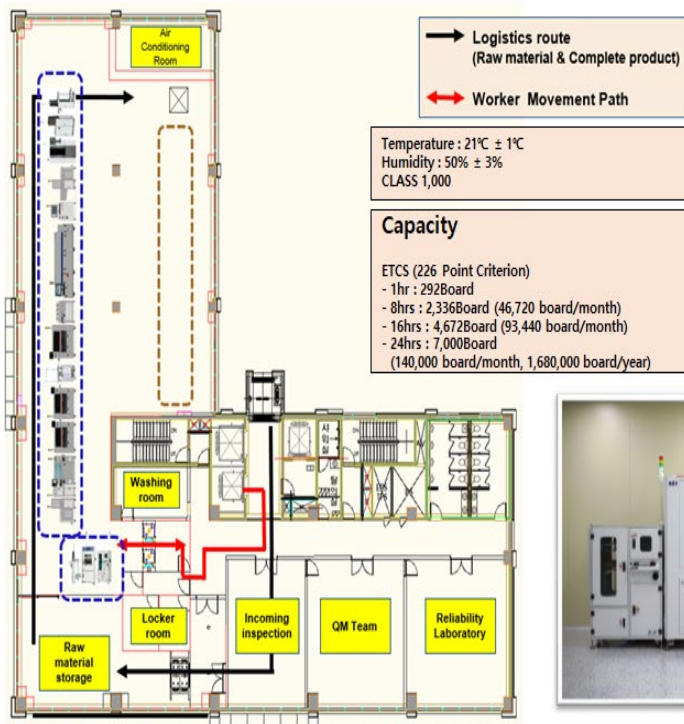 Air
Conditioning
Room
Logistics route
(Raw material & Complete product)
Worker Movement Path
Temperature : 21℃ ± 1℃
Humidity : 50% ± 3%
CLASS 1,000
Capacity
ETCS (226 Point Criterion)
- 1hr : 292Board
- 8hrs : 2,336Board (46,720 board/month)
- 16hrs : 4,672Board (93,440 board/month)
- 24hrs : 7,000Board
(140,000 board/month, 1,680,000 board/year)
Washing
room
Locker
room
Incoming
inspection
QM Team
Reliability
Laboratory
Raw
material
storage